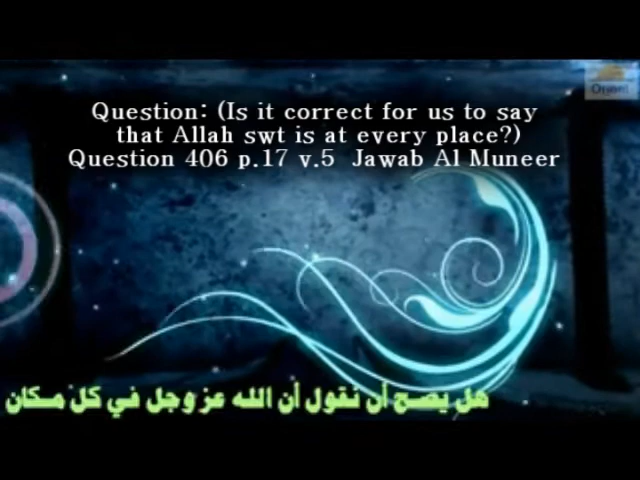 Orient
Question: (Is it correct for us to say
that Allah swt is at every place?)
Question 406 p.17 v.5 Jawab Al Muneer
هل يصح أن نقول أن الله عز وجل في كل مكان